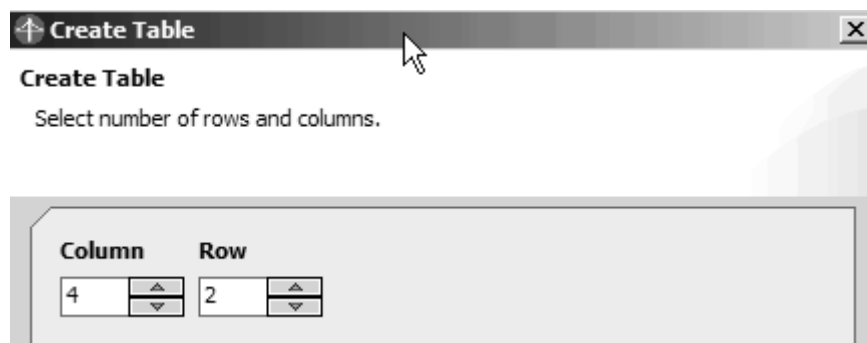 Create Table
Create Table
Select number of rows and columns.
Column Row
4 2